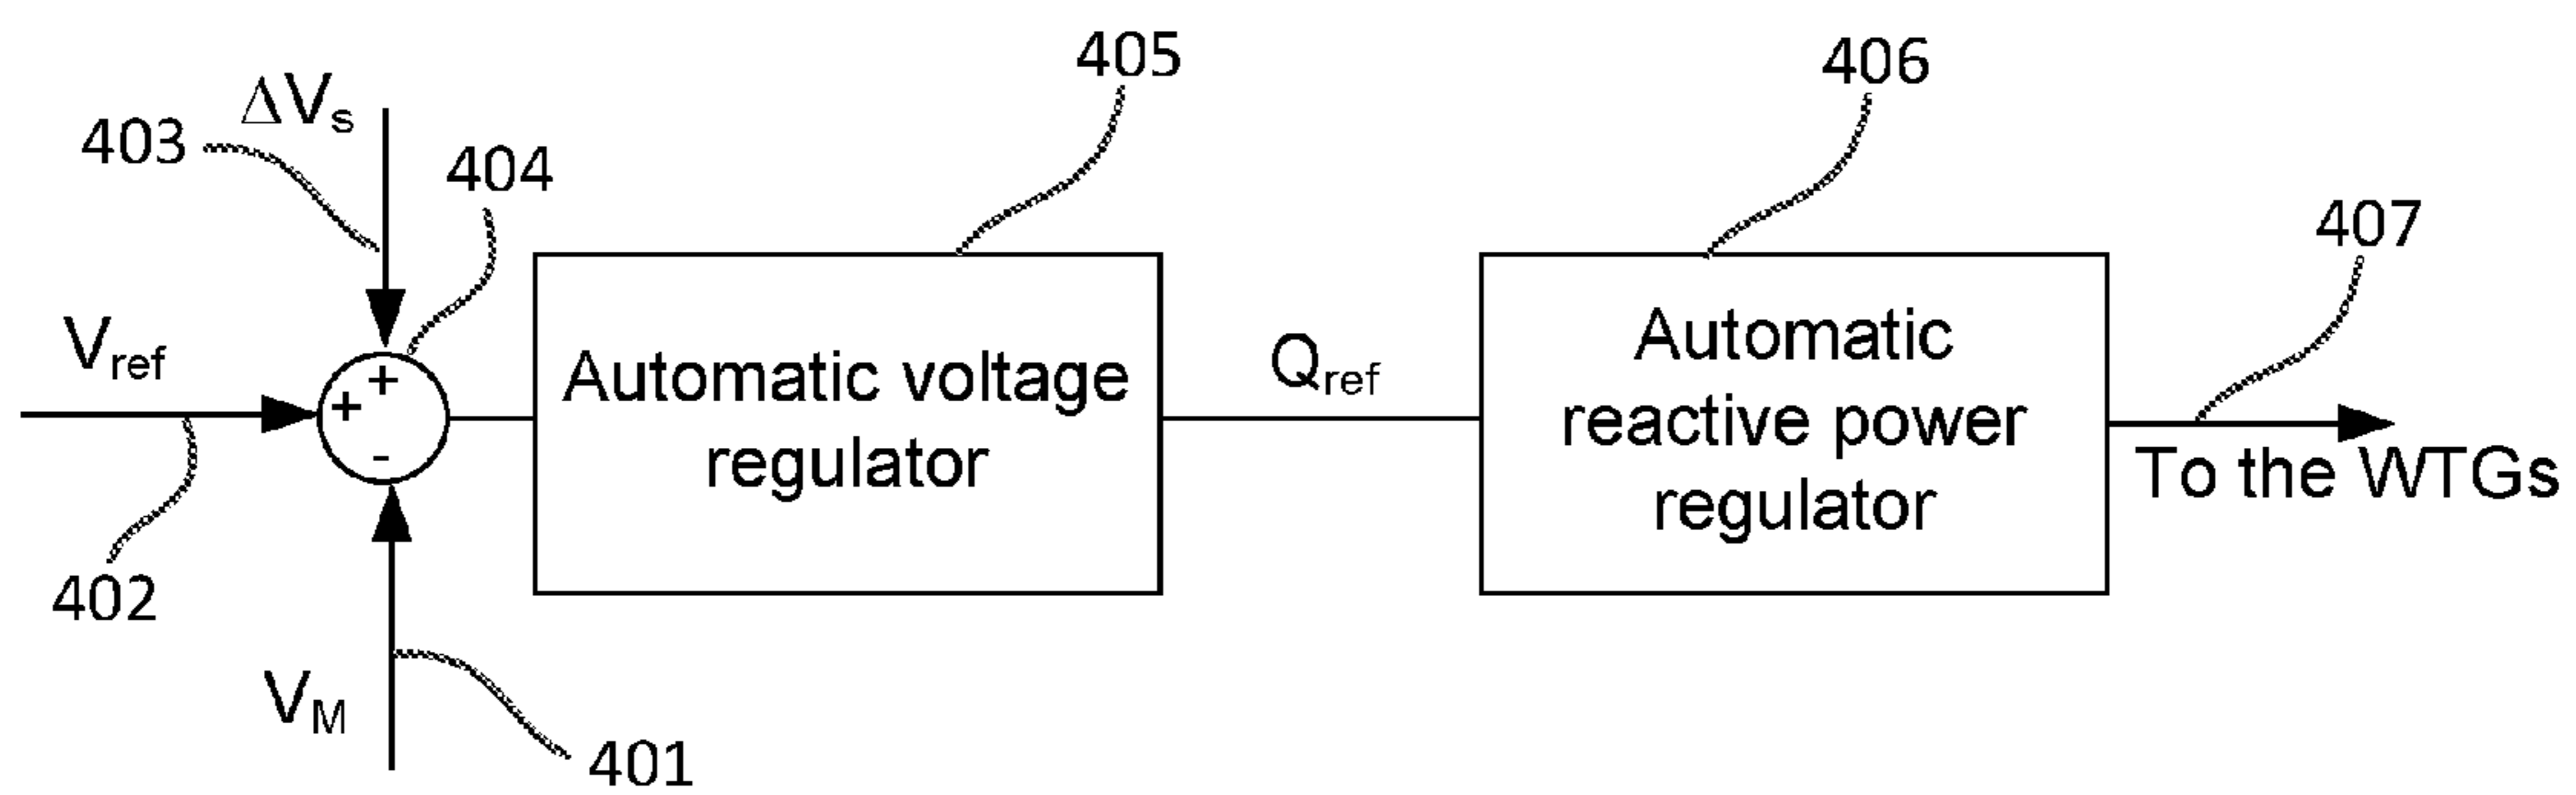 405
406
ΔVs
403
404
407
Vref
+
+
-
Automatic voltage
regulator
Qref
Automatic
reactive power
regulator
To the WTGs
402
VM
401